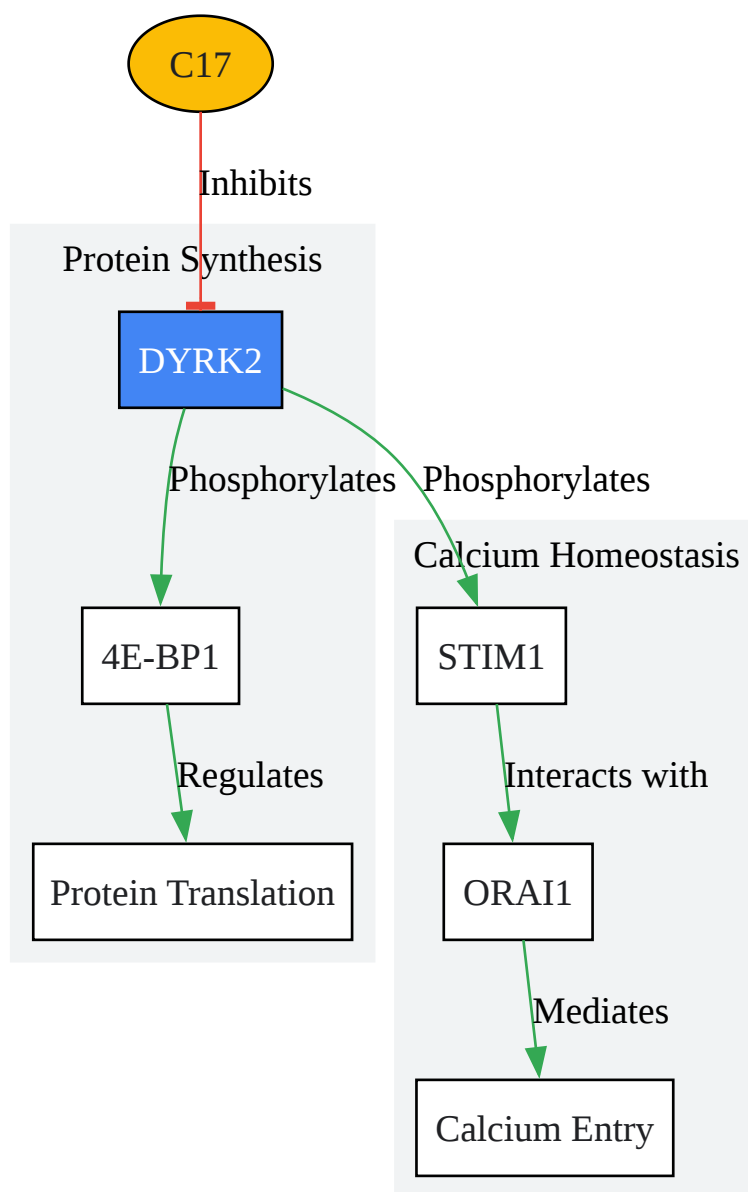 C17
Inhibits
Protein Synthesis
DYRK2
Phosphorylates
Phosphorylates
Calcium Homeostasis
4E-BP1
STIM1
Regulates
Interacts with
Protein Translation
ORAI1
Mediates
Calcium Entry